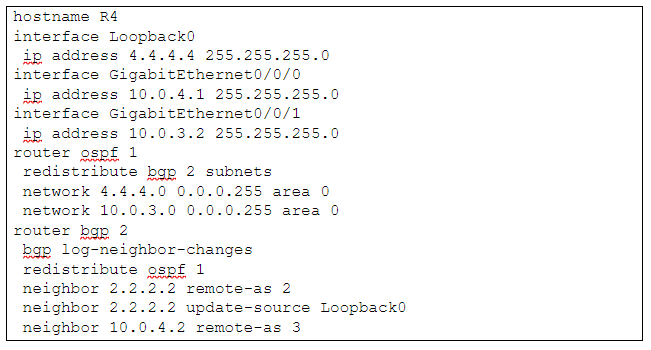 hostname R4
interface Loopback0
 ip address 4.4.4.4 255.255.255.0
interface GigabitEthernet0/0/0
 ip address 10.0.4.1 255.255.255.0
interface GigabitEthernet0/0/1
 ip address 10.0.3.2 255.255.255.0
router ospf 1
 redistribute bgp 2 subnets
 network 4.4.4.0 0.0.0.255 area 0
 network 10.0.3.0 0.0.0.255 area 0
router bgp 2
 bgp log-neighbor-changes
 redistribute ospf 1
 neighbor 2.2.2.2 remote-as 2
 neighbor 2.2.2.2 update-source Loopback0
 neighbor 10.0.4.2 remote-as 3